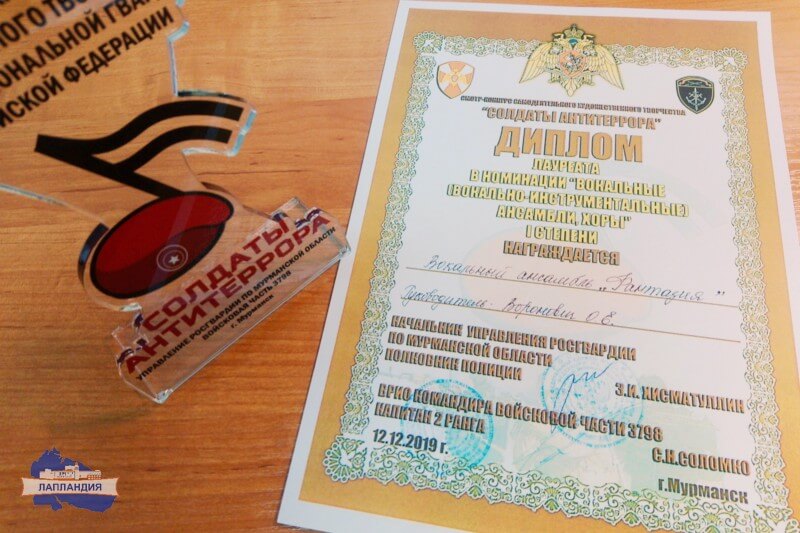 НОГО ТВО
ИОНАЛЬНОЙ ГВА
ЙСКОЙ ФЕДЕРАЦИИ
СОЛДАТЫ
АНТИТЕРРОРА
УПРАВЛЕНИЕ РОСГВАРДИИ ПО МУРМАНСКОЙ ОБЛАСТИ
ВОЙСКОВАЯ ЧАСТЬ 3798
г. Мурманск
СМОТР-КОНКУРС САМОДЕЯТЕЛЬНОГО ХУДОЖЕСТВЕННОГО ТВОРЧЕСТВА
"СОЛДАТЫ АНТИТЕРРОРА"
ДИПЛОМ
ЛАУРЕАТА
В НОМИНАЦИИ "ВОКАЛЬНЫЕ
(ВОКАЛЬНО-ИНСТРУМЕНТАЛЬНЫЕ)
АНСАМБЛИ, ХОРЫ"
I СТЕПЕНИ
НАГРАЖДАЕТСЯ
Вокальный ансамбль „Фантазия"
Руководитель: Вороневич О.Е.
НАЧАЛЬНИК УПРАВЛЕНИЯ РОСГВАРДИИ
ПО МУРМАНСКОЙ ОБЛАСТИ
ПОЛКОВНИК ПОЛИЦИИ
З.И. ХИСМАТУЛЛИН
ВРИО КОМАНДИРА ВОЙСКОВОЙ ЧАСТИ 3798
КАПИТАН 2 РАНГА
С.Н.СОЛОМКО
12.12.2019 г.
г.Мурманск
ЛАПЛАНДИЯ